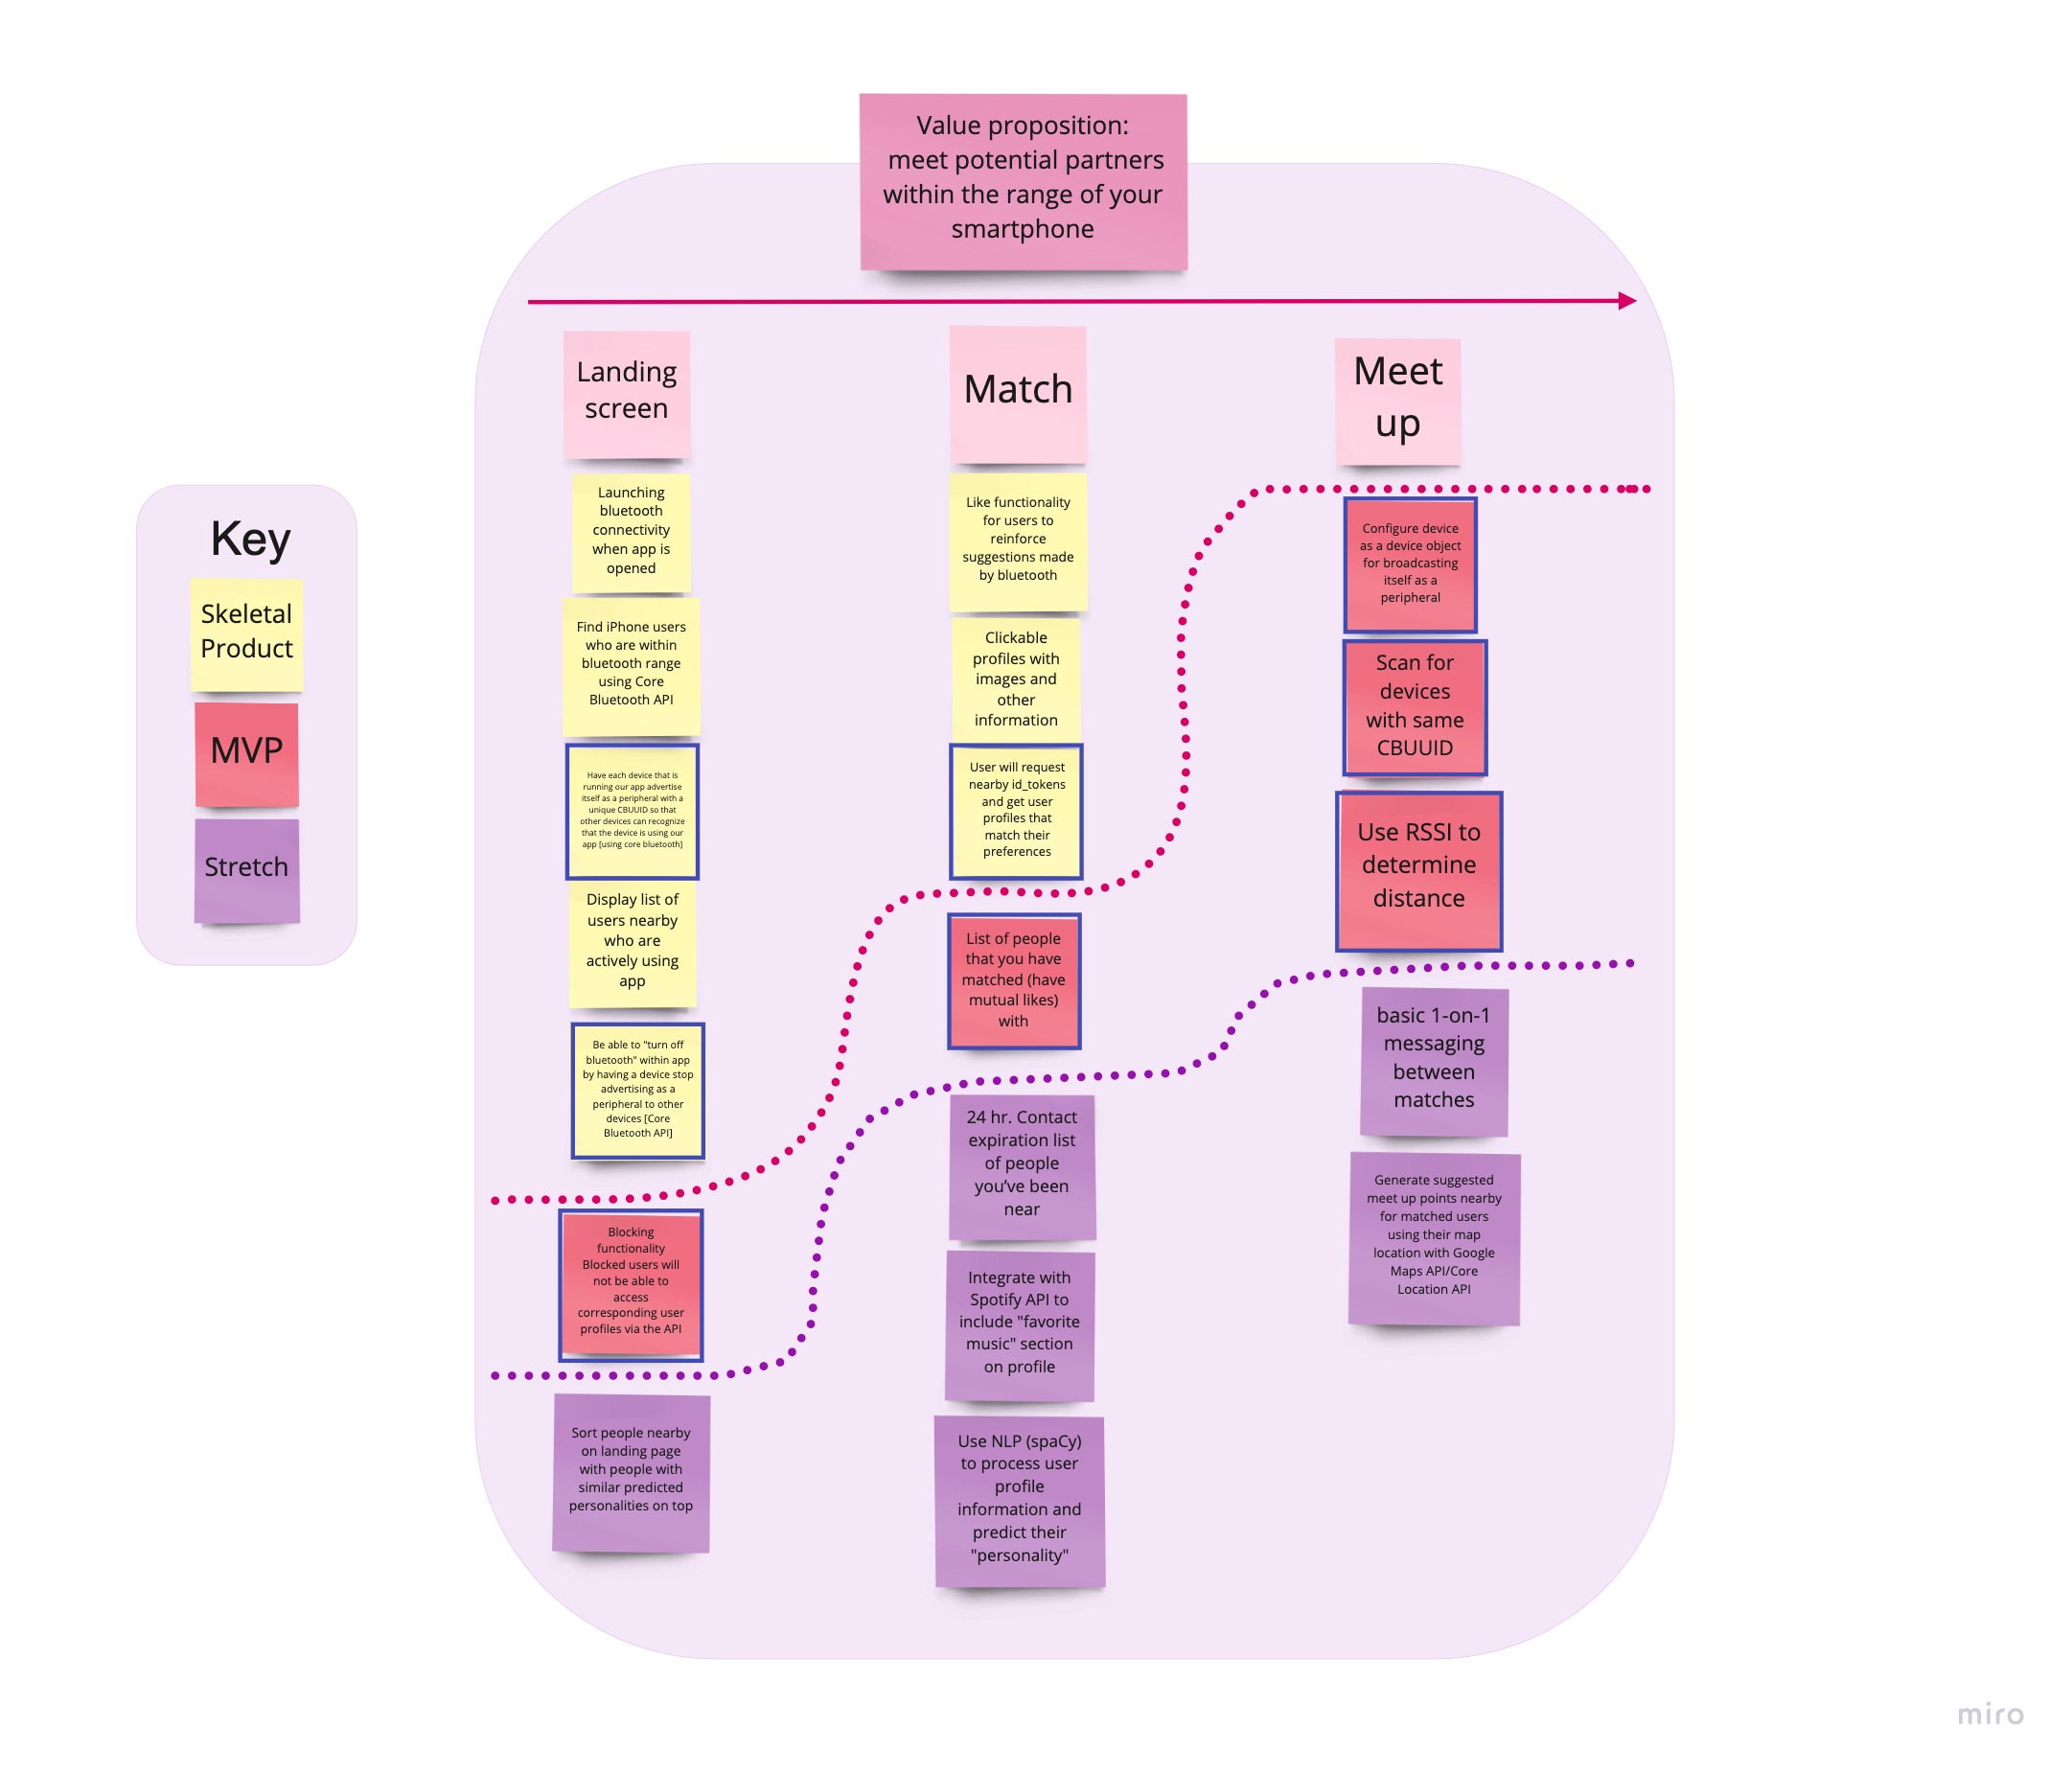 Value proposition:
meet potential partners
within the range of your
smartphone
Key
Skeletal
Product
MVP
Stretch
Landing
screen
Launching
bluetooth
connectivity
when app is
opened
Find iPhone users
who are within
bluetooth range
using Core
Bluetooth API
Have each device that is
running our app advertise
itself as a peripheral with a
unique CBUUID so that
other devices can recognize
that the device is using our
app [using core bluetooth]
Display list of
users nearby
who are
actively using
app
Be able to "turn off
bluetooth" within app
by having a device stop
advertising as a
peripheral to other
devices [Core
Bluetooth API]
Blocking
functionality
Blocked users will
not be able to
access
corresponding user
profiles via the API
Sort people nearby
on landing page
with people with
similar predicted
personalities on top
Match
Like functionality
for users to
reinforce
suggestions made
by bluetooth
Clickable
profiles with
images and
other
information
User will request
nearby id_tokens
and get user
profiles that
match their
preferences
List of people
that you have
matched (have
mutual likes)
with
24 hr. Contact
expiration list
of people
you've been
near
Integrate with
Spotify API to
include "favorite
music" section
on profile
Use NLP (spaCy)
to process user
profile
information and
predict their
"personality"
Meet
up
Configure device
as a device object
for broadcasting
itself as a
peripheral
Scan for
devices
with same
CBUUID
Use RSSI to
determine
distance
basic 1-on-1
messaging
between
matches
Generate suggested
meet up points nearby
for matched users
using their map
location with Google
Maps API/Core
Location API
miro